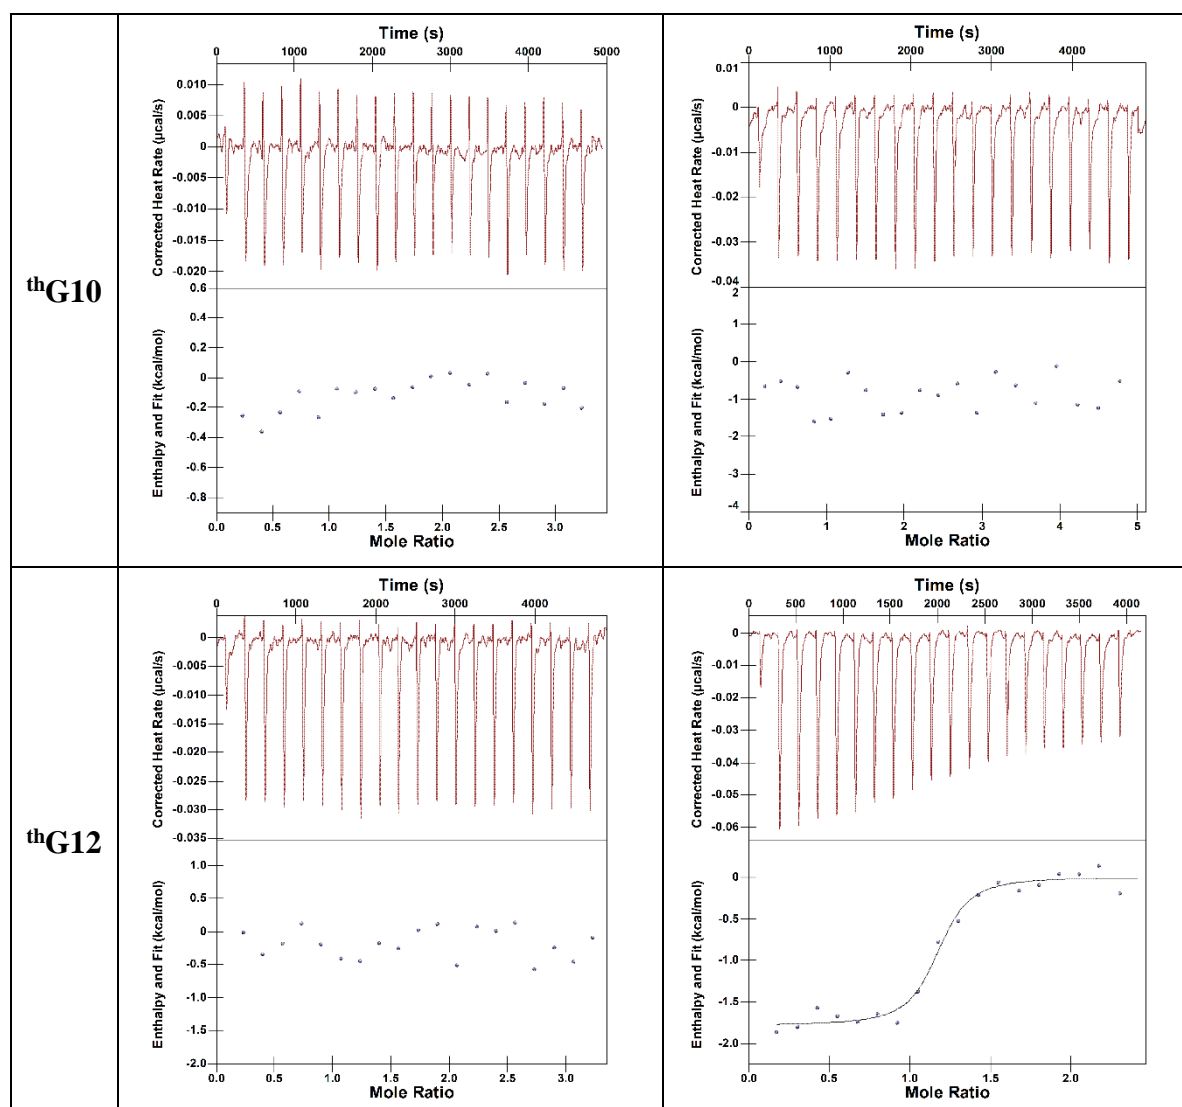 thG10
Time (s)
0 1000 2000 3000 4000 5000
Corrected Heat Rate (µcal/s)
0.010
0.005
0
-0.005
-0.010
-0.015
-0.020
Enthalpy and Fit (kcal/mol)
0.6
0.4
0.2
0
-0.2
-0.4
-0.6
-0.8
0.0 0.5 1.0 1.5 2.0 2.5 3.0
Mole Ratio
Time (s)
0 1000 2000 3000 4000
Corrected Heat Rate (µcal/s)
0.01
0
-0.01
-0.02
-0.03
-0.04
Enthalpy and Fit (kcal/mol)
2
1
0
-1
-2
-3
-4
0 1 2 3 4 5
Mole Ratio
thG12
Time (s)
0 1000 2000 3000 4000
Corrected Heat Rate (µcal/s)
0
-0.005
-0.010
-0.015
-0.020
-0.025
-0.030
-0.035
Enthalpy and Fit (kcal/mol)
1.0
0.5
0
-0.5
-1.0
-1.5
-2.0
0.0 0.5 1.0 1.5 2.0 2.5 3.0
Mole Ratio
Time (s)
0 500 1000 1500 2000 2500 3000 3500 4000
Corrected Heat Rate (µcal/s)
0
-0.01
-0.02
-0.03
-0.04
-0.05
-0.06
Enthalpy and Fit (kcal/mol)
0
-0.5
-1.0
-1.5
-2.0
0.0 0.5 1.0 1.5 2.0
Mole Ratio